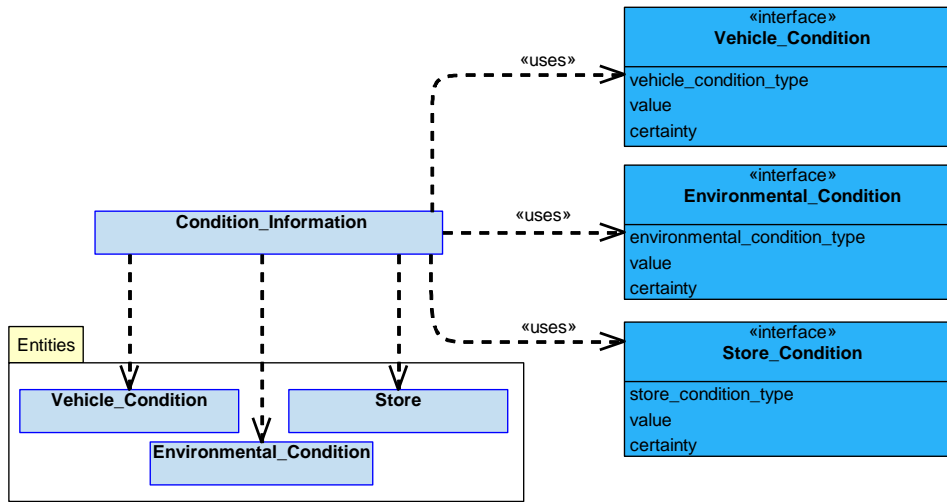 «interface»
Vehicle_Condition
vehicle_condition_type
value
certainty
«uses»
«interface»
Environmental_Condition
environmental_condition_type
value
certainty
«uses»
Condition_Information
«interface»
Store_Condition
store_condition_type
value
certainty
«uses»
Entities
Vehicle_Condition
Store
Environmental_Condition